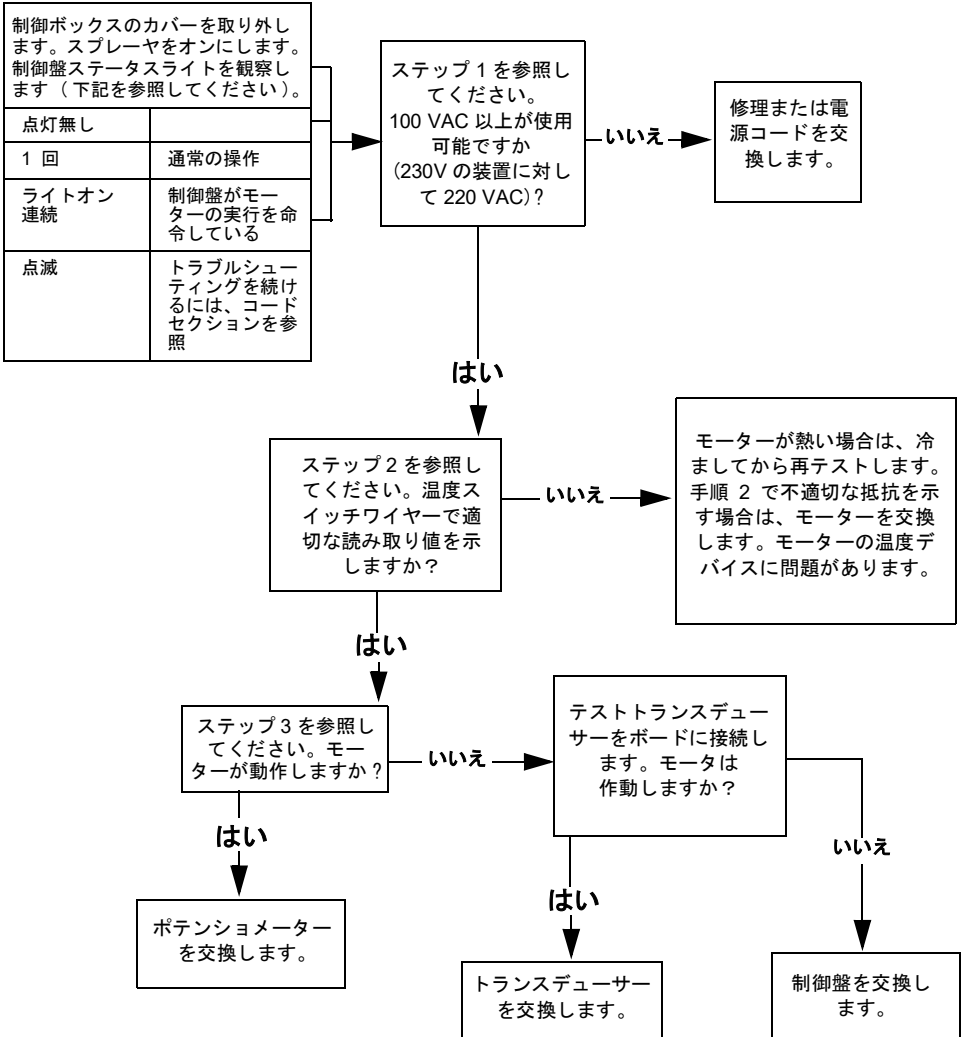 制御ボックスのカバーを取り外し
ます。スプレーヤをオンにします。
制御盤ステータスライトを観察し
ます（下記を参照してください）。
点灯無し
1 回
通常の操作
ライトオン
連続
制御盤がモー
ターの実行を命
令している
点滅
トラブルシュー
ティングを続け
るには、コード
セクションを参
照
ステップ 1 を参照し
てください。
100 VAC 以上が使用
可能ですか
(230V の装置に対し
て 220 VAC)?
いいえ
修理または電
源コードを交
換します。
はい
ステップ 2 を参照し
てください。温度ス
イッチワイヤーで適
切な読み取り値を示
しますか？
いいえ
モーターが熱い場合は、冷
ましてから再テストします。
手順 2 で不適切な抵抗を示
す場合は、モーターを交換
します。モーターの温度デ
バイスに問題があります。
はい
ステップ 3 を参照し
てください。モー
ターが動作しますか？
いいえ
テストトランスデュー
サーをボードに接続し
ます。モータは
作動しますか？
はい
ポテンショメーター
を交換します。
はい
トランスデューサー
を交換します。
いいえ
制御盤を交換し
ます。